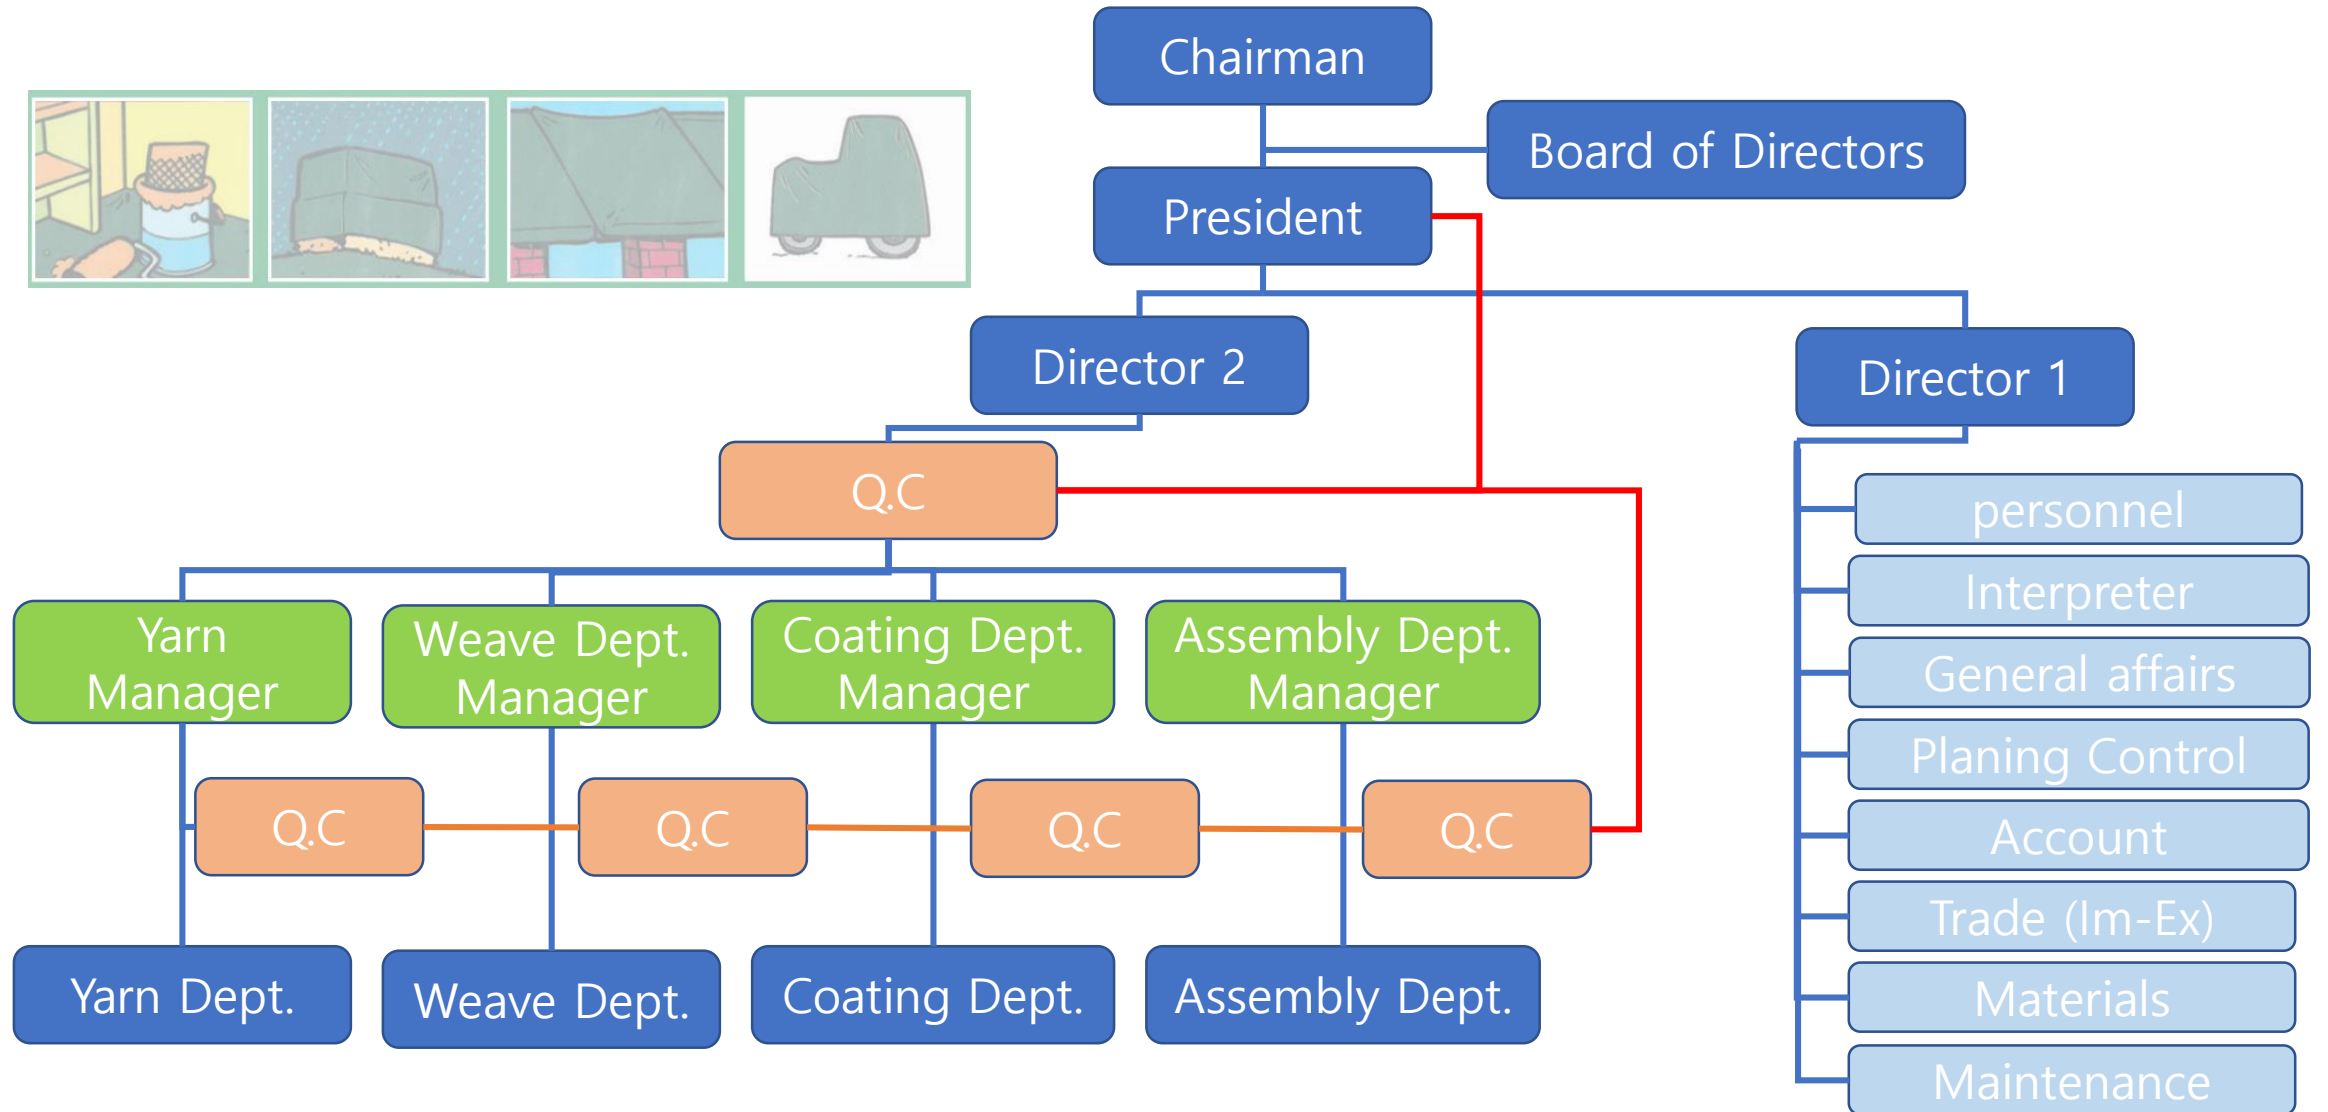 Chairman
Board of Directors
President
Director 2
Director 1
Q.C
personnel
Interpreter
General affairs
Planing Control
Account
Trade (Im-Ex)
Materials
Maintenance
Yarn
Manager
Weave Dept.
Manager
Coating Dept.
Manager
Assembly Dept.
Manager
Q.C
Q.C
Q.C
Q.C
Yarn Dept.
Weave Dept.
Coating Dept.
Assembly Dept.